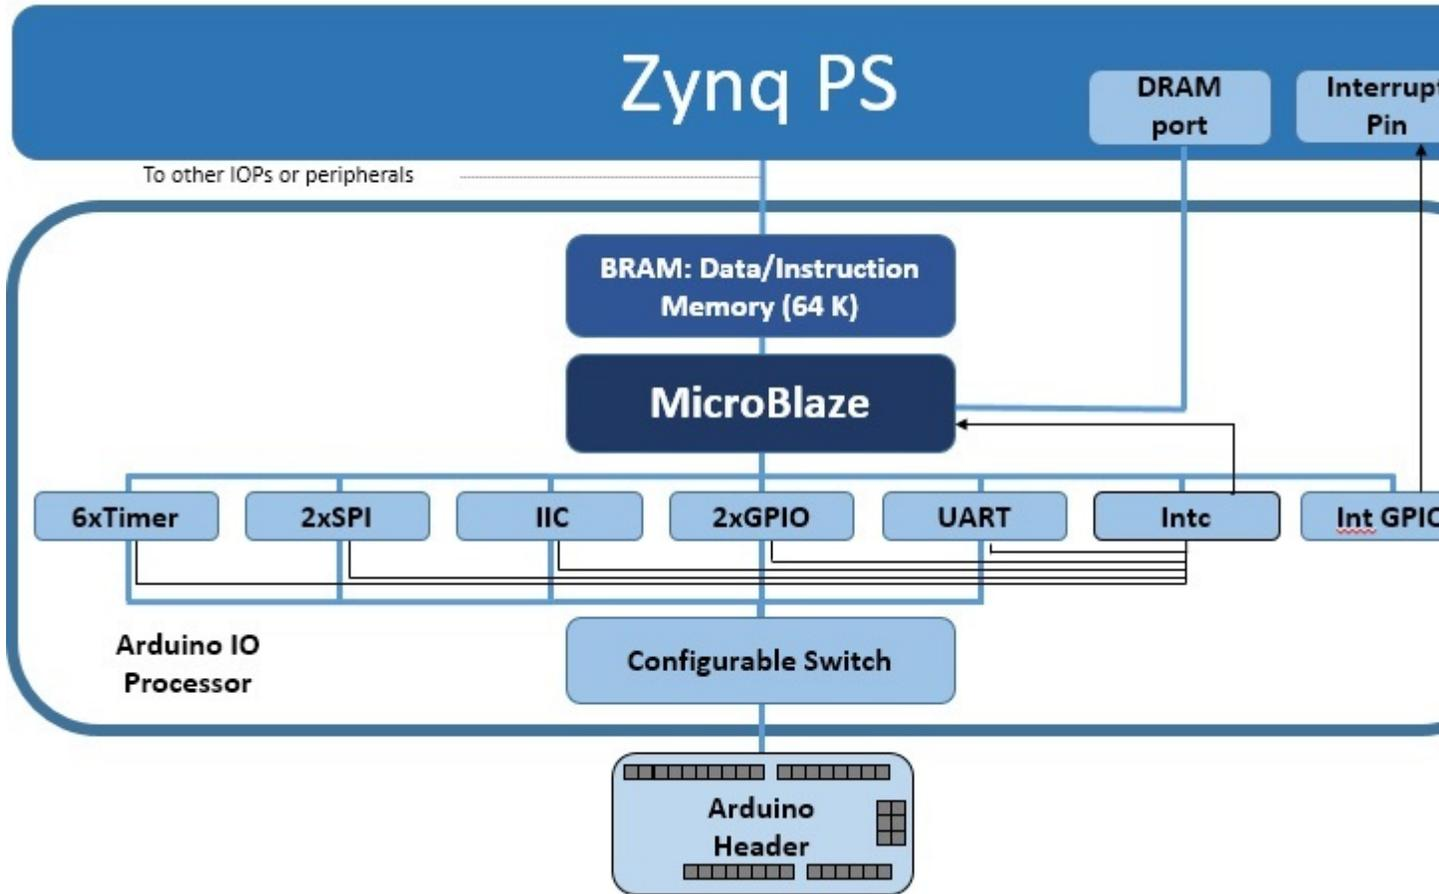 Zynq PS
DRAM
port
Interrupt
Pin
To other IOPs or peripherals
BRAM: Data/Instruction
Memory (64 K)
MicroBlaze
6xTimer
2xSPI
IIC
2xGPIO
UART
Intc
Int GPIO
Arduino IO
Processor
Configurable Switch
Arduino
Header